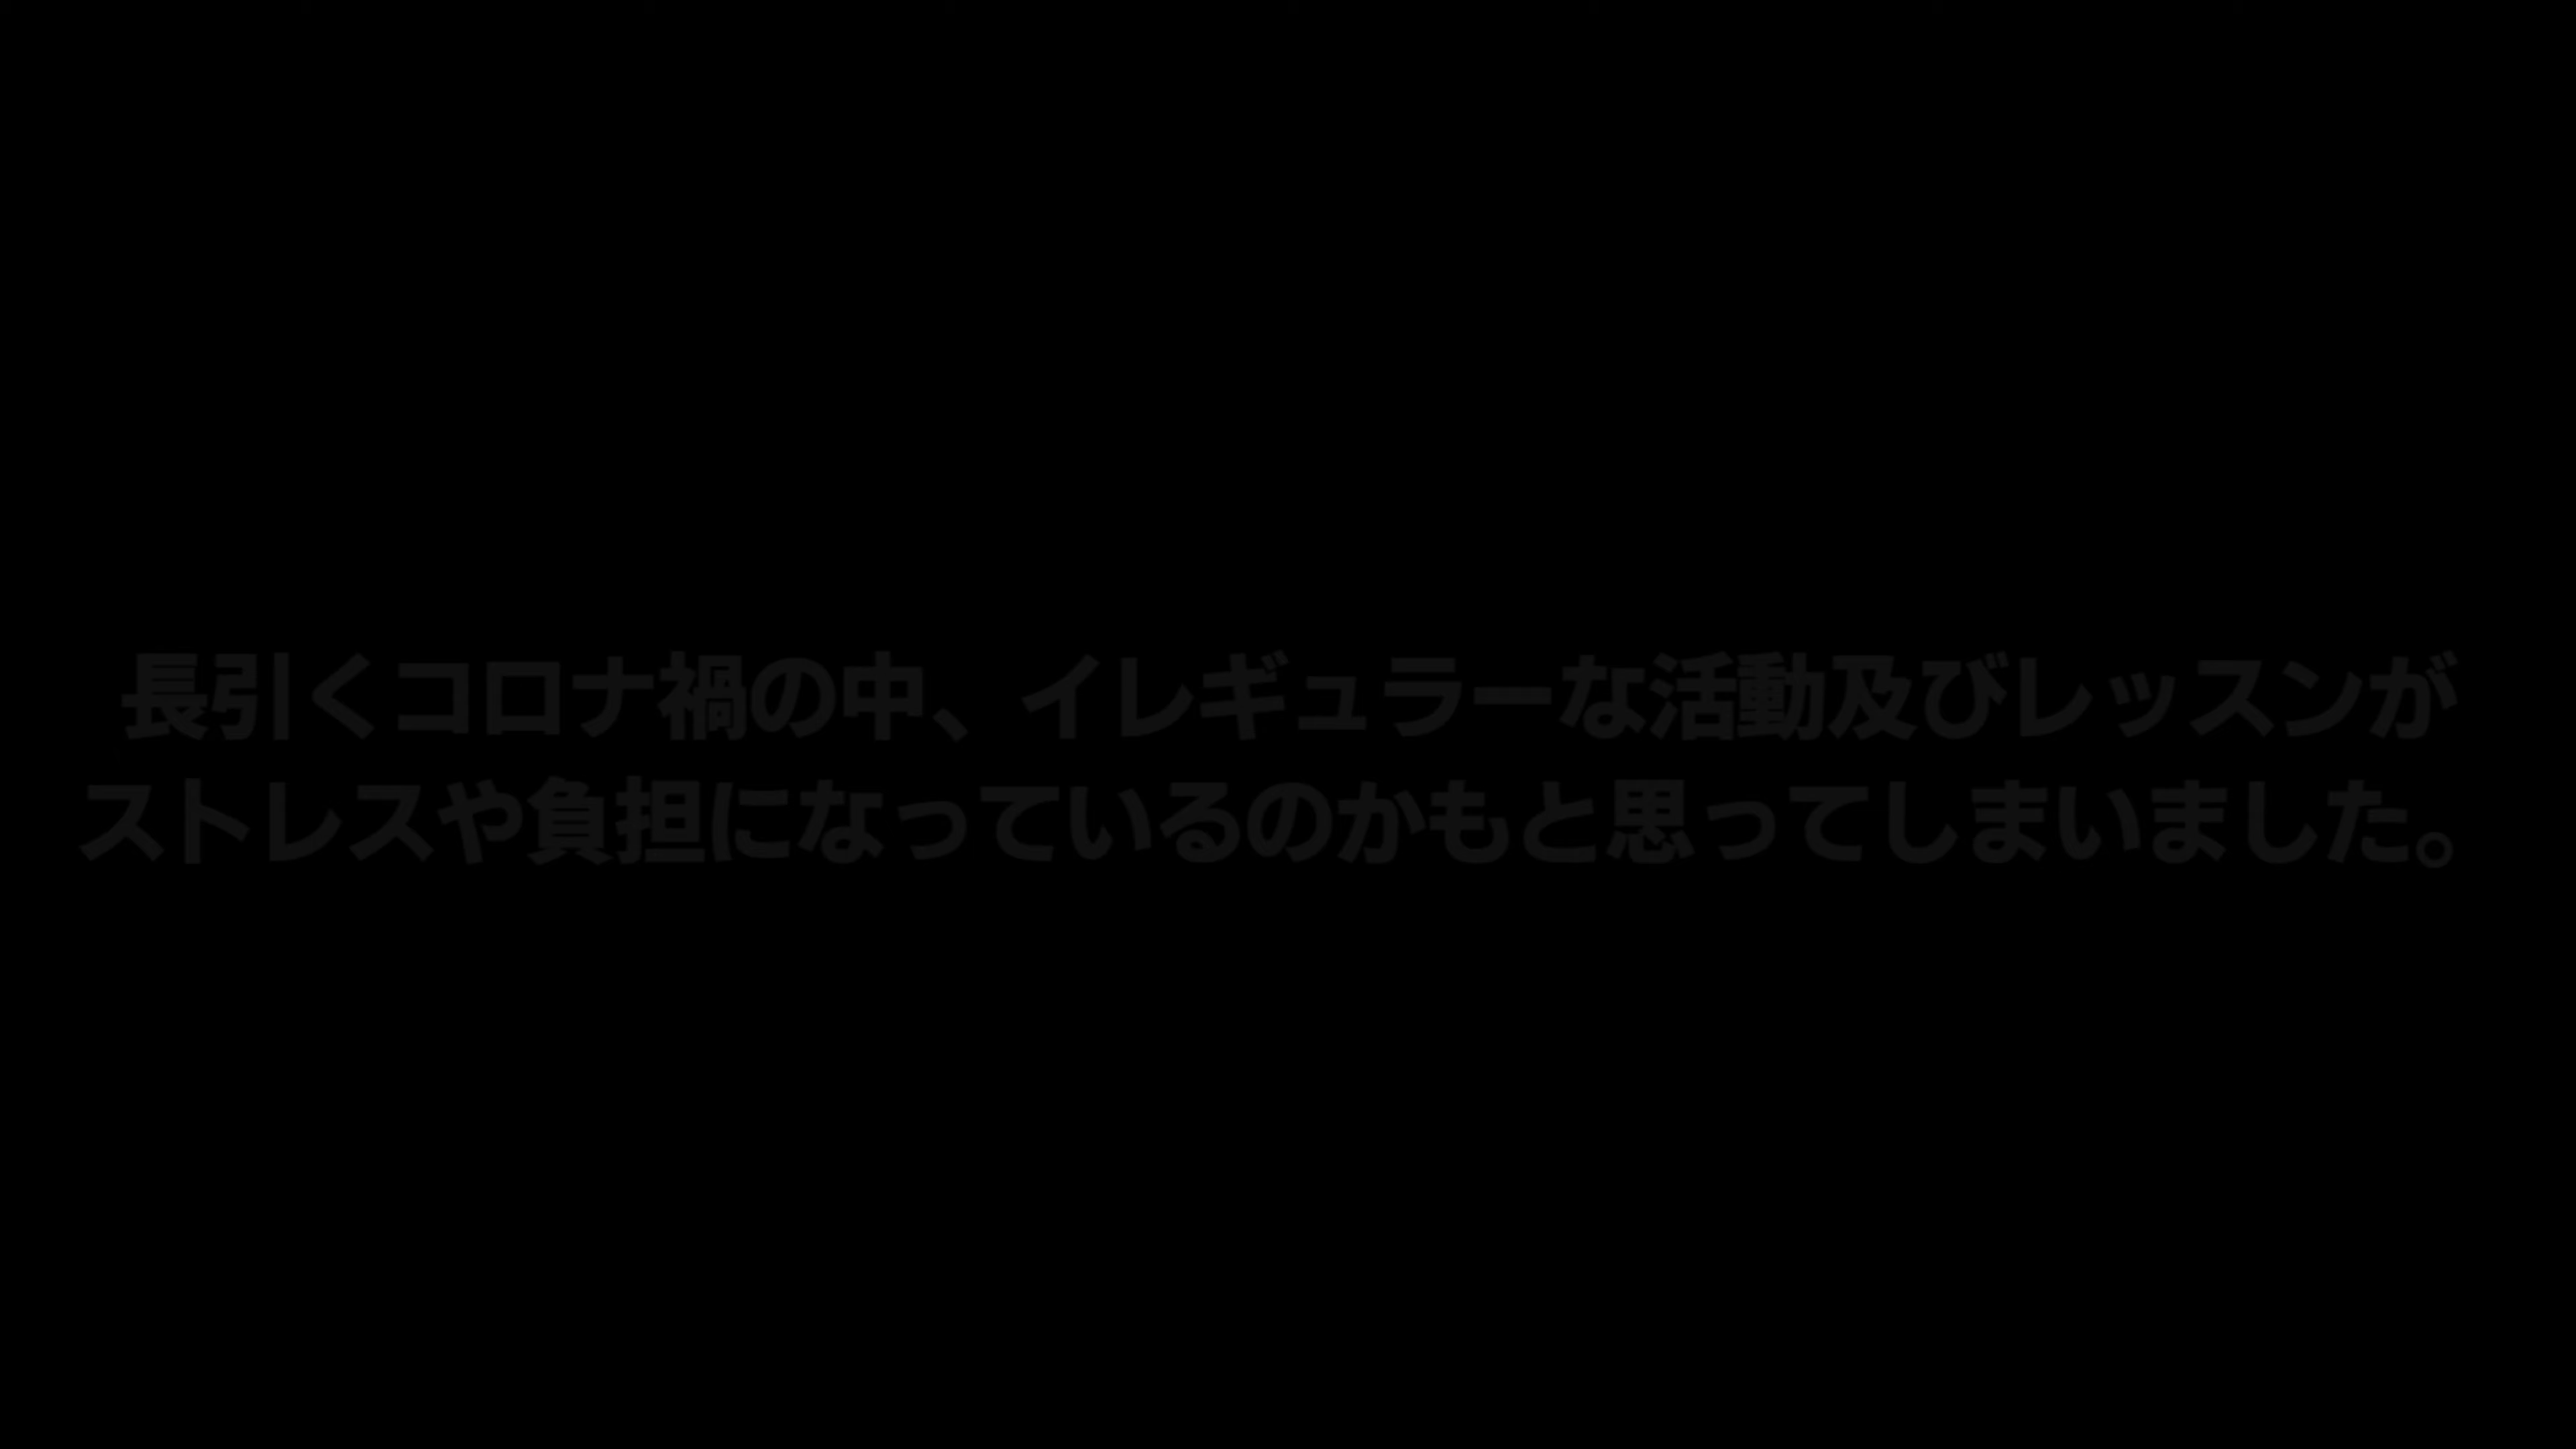 長引くコロナ禍の中、イレギュラーな活動及びレッスンが
ストレスや負担になっているのかもと思ってしまいました。